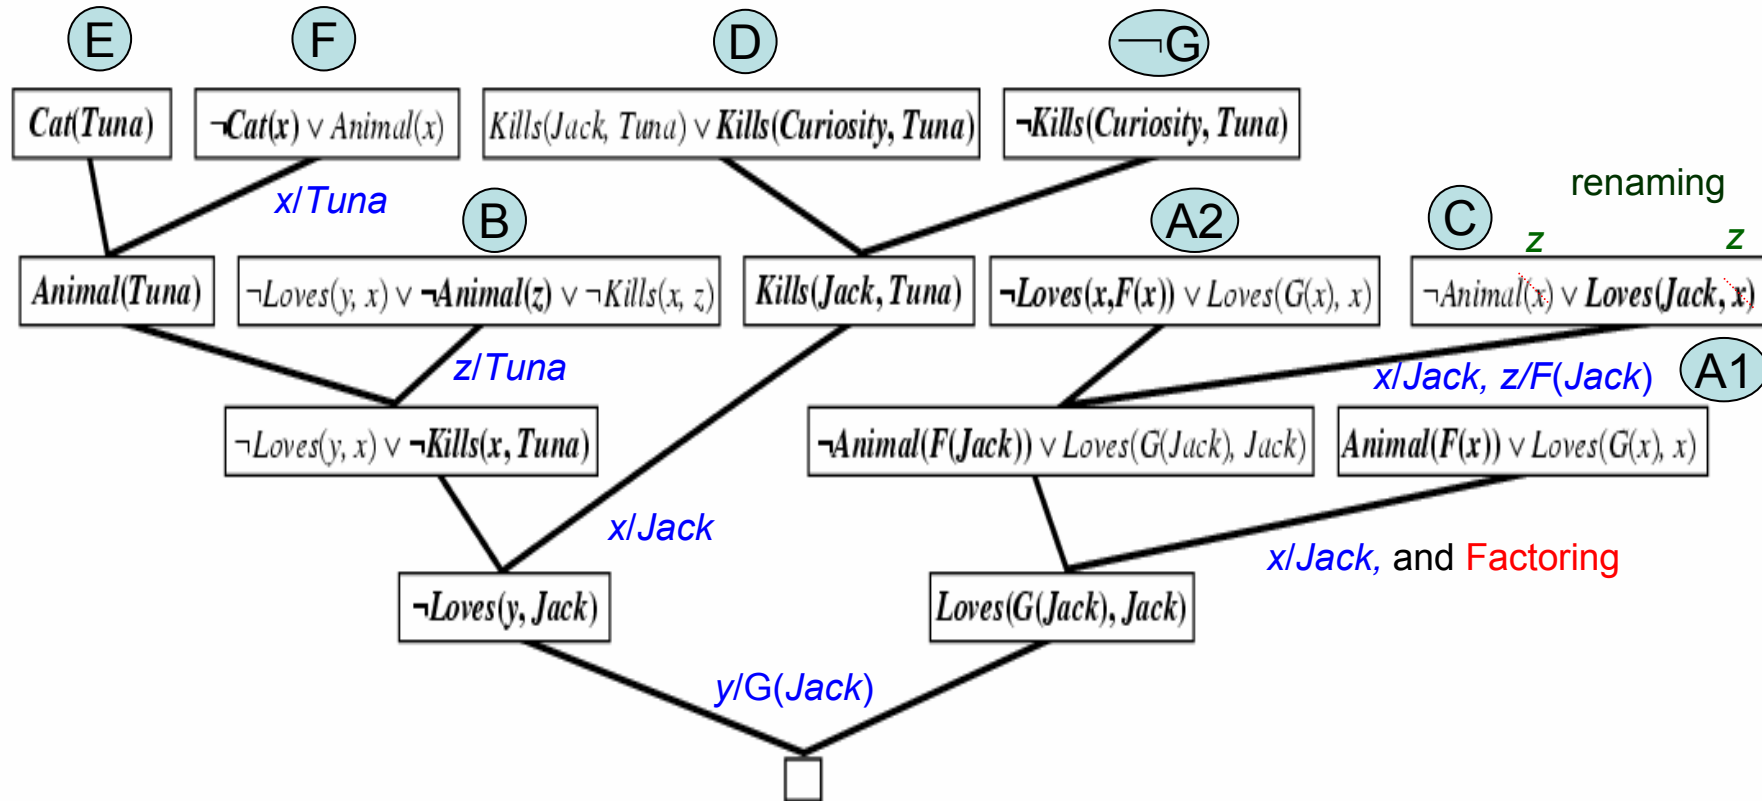 E F D ¬G
Cat(Tuna) ¬Cat(x) ∨ Animal(x) Kills(Jack, Tuna) ∨ Kills(Curiosity, Tuna) ¬Kills(Curiosity, Tuna)
renaming
x/Tuna B A2 C z z
Animal(Tuna) ¬Loves(y, x) ∨ ¬Animal(z) ∨ ¬Kills(x, z) Kills(Jack, Tuna) ¬Loves(x,F(x)) ∨ Loves(G(x), x) ¬Animal(x) ∨ Loves(Jack, x)
z/Tuna x/Jack, z/F(Jack) A1
¬Loves(y, x) ∨ ¬Kills(x, Tuna) ¬Animal(F(Jack)) ∨ Loves(G(Jack), Jack) Animal(F(x)) ∨ Loves(G(x), x)
x/Jack x/Jack, and Factoring
¬Loves(y, Jack) Loves(G(Jack), Jack)
y/G(Jack)